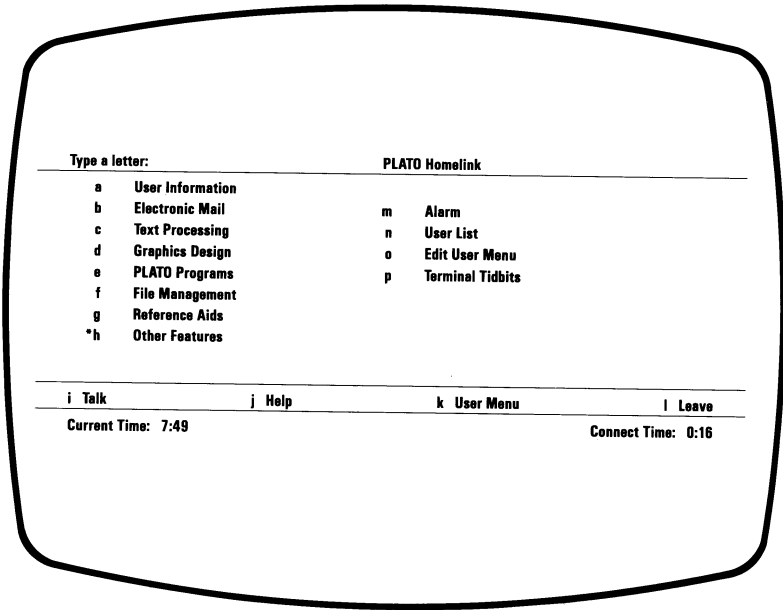 Type a letter: PLATO Homelink
a User Information
b Electronic Mail
c Text Processing
d Graphics Design
e PLATO Programs
f File Management
g Reference Aids
*h Other Features
m Alarm
n User List
o Edit User Menu
p Terminal Tidbits
i Talk j Help k User Menu l Leave
Current Time: 7:49 Connect Time: 0:16